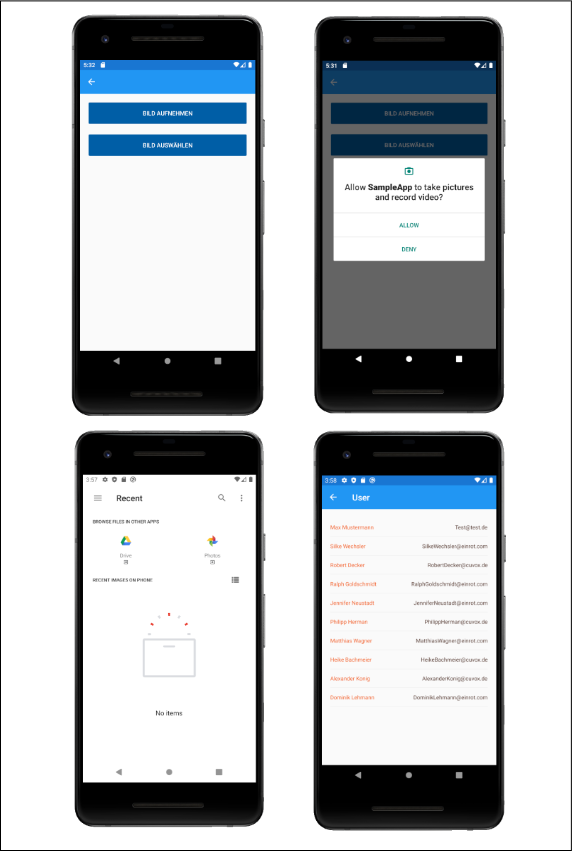 5:32
BILD AUFNEHMEN
BILD AUSWÄHLEN
5:31
BILD AUFNEHMEN
BILD AUSWÄHLEN
Allow SampleApp to take pictures
and record video?
ALLOW
DENY
3:57
Recent
BROWSE FILES IN OTHER APPS
Drive
Photos
RECENT IMAGES ON PHONE
No items
3:58
User
Max Mustermann Test@test.de
Silke Wechsler SilkeWechsler@einrot.com
Robert Decker RobertDecker@cuvox.de
Ralph Goldschmidt RalphGoldschmidt@einrot.com
Jennifer Neustadt JenniferNeustadt@einrot.com
Philipp Herman PhilippHerman@cuvox.de
Matthias Wagner MatthiasWagner@einrot.com
Heike Bachmeier HeikeBachmeier@cuvox.de
Alexander Konig AlexanderKonig@cuvox.de
Dominik Lehmann DominikLehmann@einrot.com